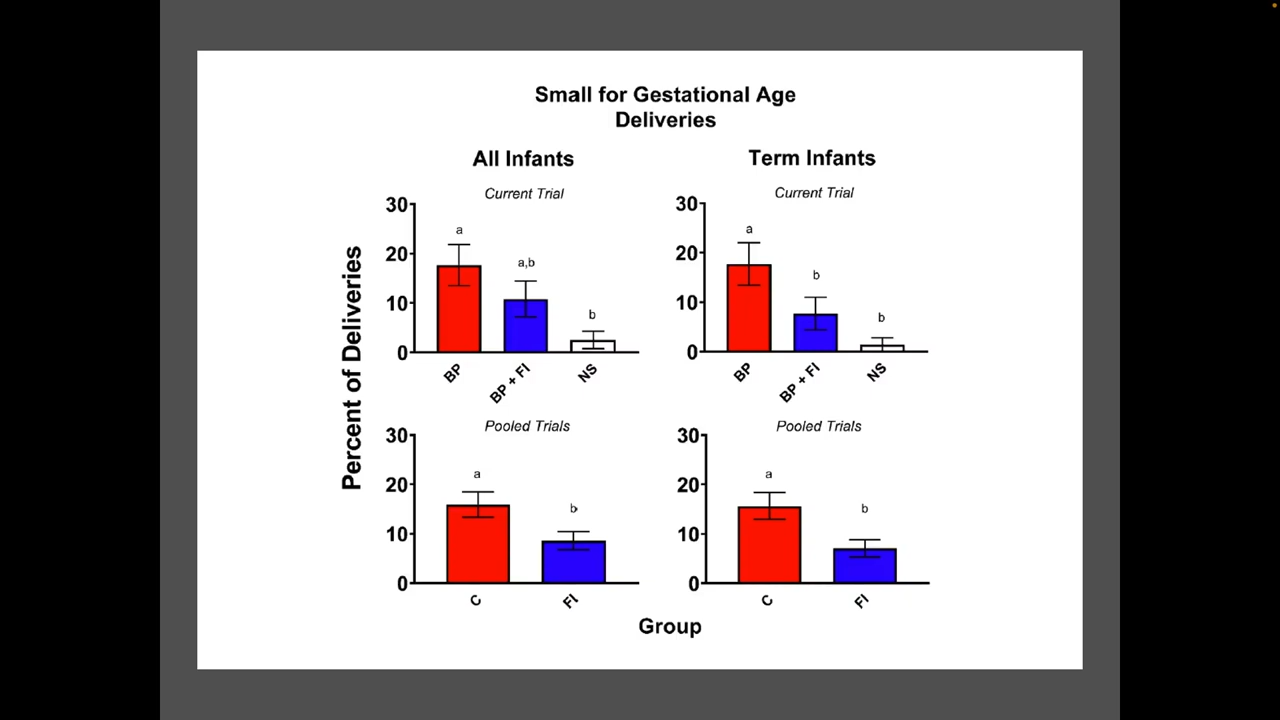 Small for Gestational Age
Deliveries
All Infants
Term Infants
Percent of Deliveries
Current Trial
30
20
10
0
a
a,b
b
BP
BP + FI
NS
Current Trial
30
20
10
0
a
b
b
BP
BP + FI
NS
Pooled Trials
30
20
10
0
a
b
C
FI
Pooled Trials
30
20
10
0
a
b
C
FI
Group